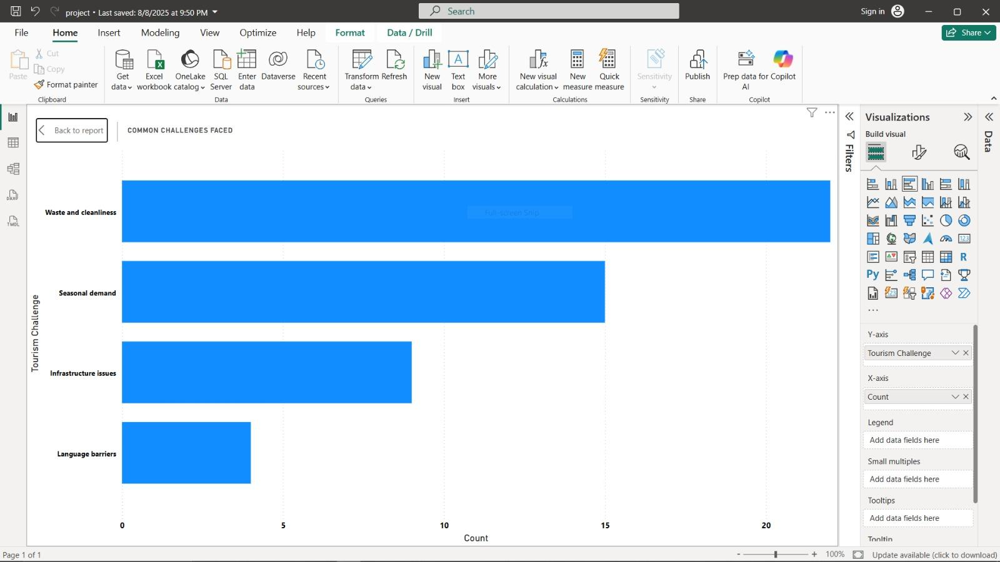 project • Last saved: 8/8/2025 at 9:50 PM
Search
Sign in
File Home Insert Modeling View Optimize Help Format Data / Drill
Share
Paste
Cut
Copy
Format painter
Clipboard
Get data
Excel workbook
OneLake catalog
SQL Server
Enter data
Dataverse
Recent sources
Data
Transform data
Refresh
Queries
New visual
Text box
More visuals
Insert
New visual calculation
New measure
Quick measure
Calculations
Sensitivity
Sensitivity
Publish
Share
Prep data for AI
Copilot
Copilot
DAX
TMDL
Back to report
COMMON CHALLENGES FACED
Tourism Challenge
Waste and cleanliness
Full-screen Snip
Seasonal demand
Infrastructure issues
Language barriers
0 5 10 15 20
Count
Filters
Visualizations
Build visual
123
R
Py
123
...
Y-axis
Tourism Challenge
X-axis
Count
Legend
Add data fields here
Small multiples
Add data fields here
Tooltips
Add data fields here
Tooltip
Data
Page 1 of 1
- + 100%
Update available (click to download)